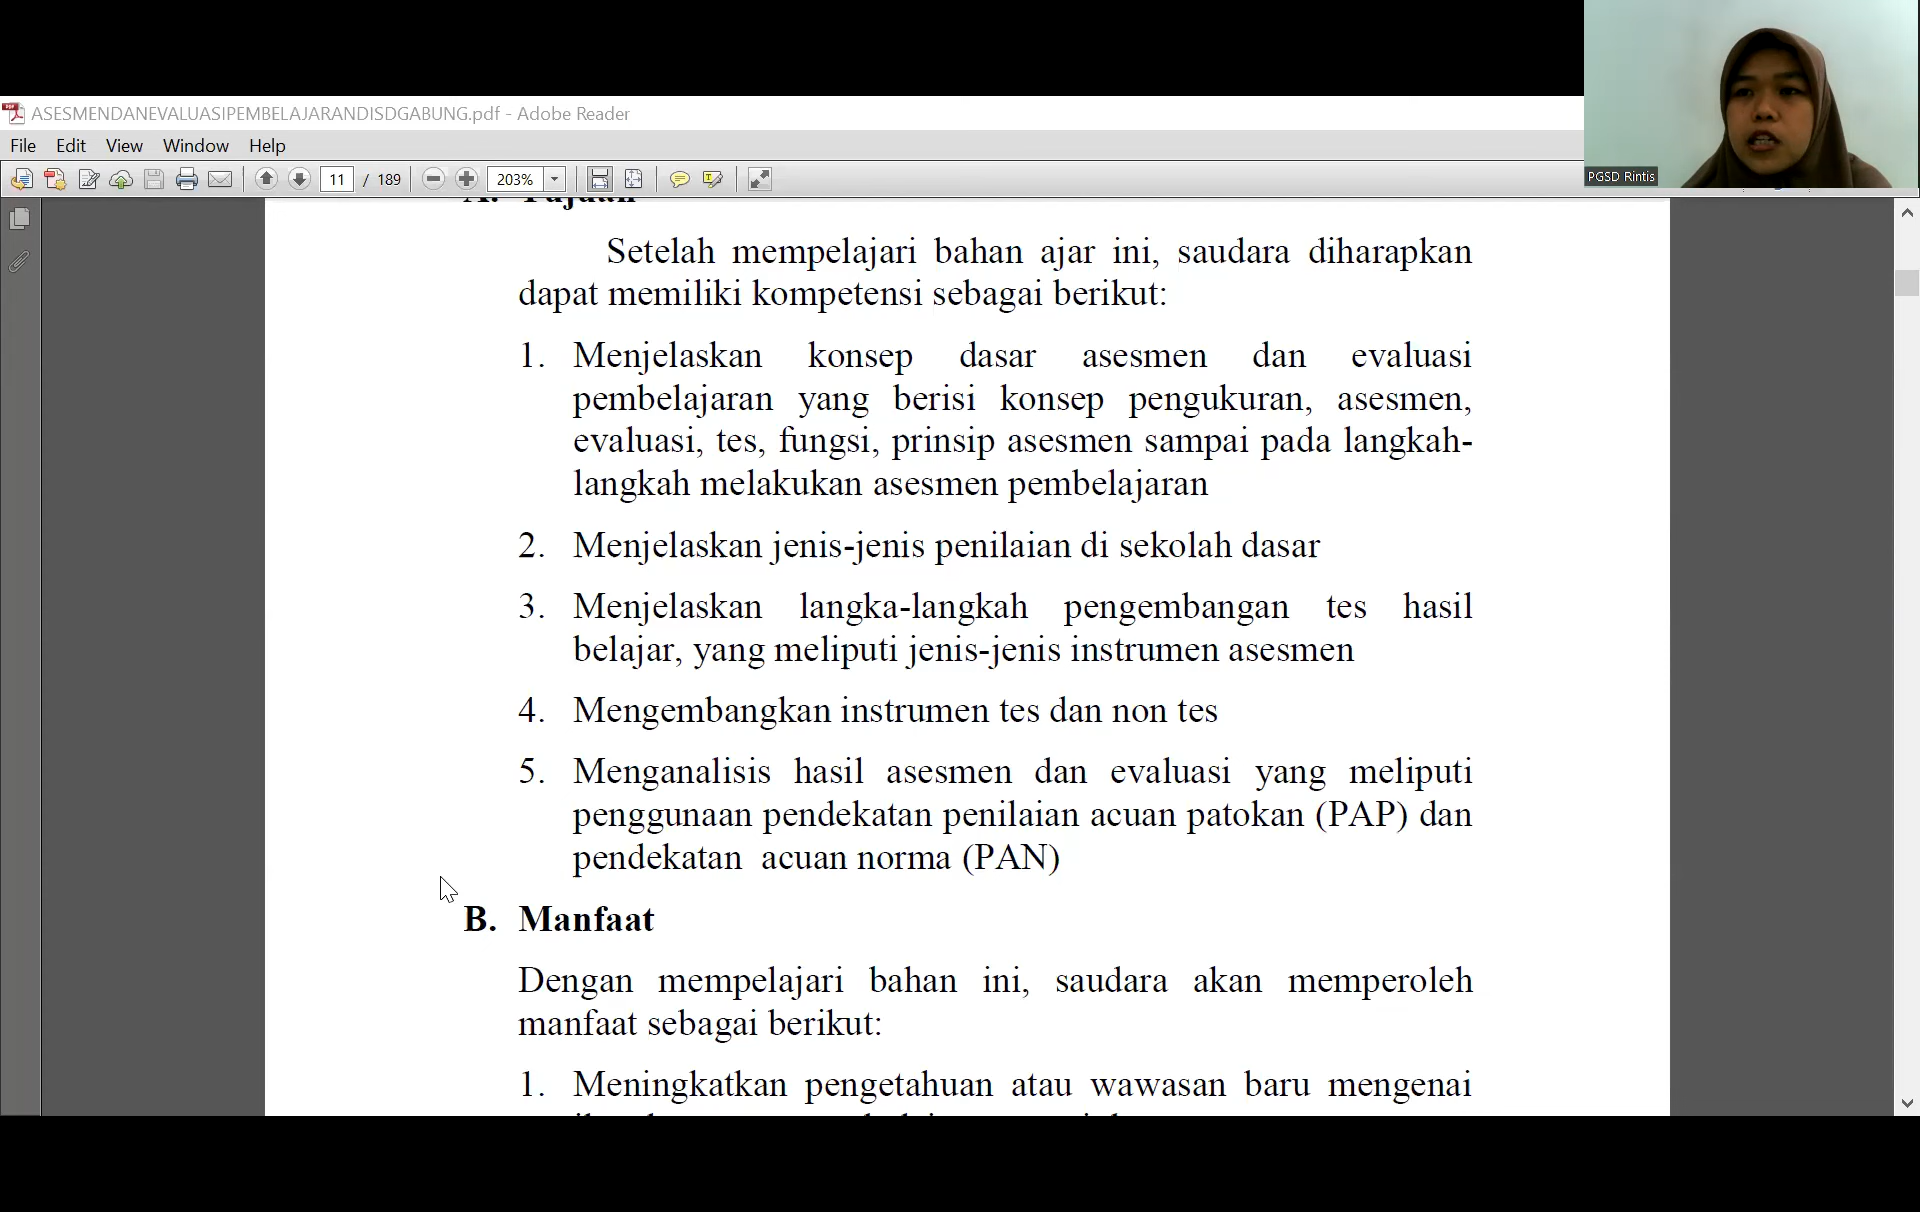 PGSD Rintis
ASESMENDANEVALUASIPEMBELAJARANDISDGABUNG.pdf - Adobe Reader
File Edit View Window Help
11 / 189 203%
A. Tujuan
Setelah mempelajari bahan ajar ini, saudara diharapkan
dapat memiliki kompetensi sebagai berikut:
1. Menjelaskan konsep dasar asesmen dan evaluasi
pembelajaran yang berisi konsep pengukuran, asesmen,
evaluasi, tes, fungsi, prinsip asesmen sampai pada langkah-
langkah melakukan asesmen pembelajaran
2. Menjelaskan jenis-jenis penilaian di sekolah dasar
3. Menjelaskan langka-langkah pengembangan tes hasil
belajar, yang meliputi jenis-jenis instrumen asesmen
4. Mengembangkan instrumen tes dan non tes
5. Menganalisis hasil asesmen dan evaluasi yang meliputi
penggunaan pendekatan penilaian acuan patokan (PAP) dan
pendekatan acuan norma (PAN)
B. Manfaat
Dengan mempelajari bahan ini, saudara akan memperoleh
manfaat sebagai berikut:
1. Meningkatkan pengetahuan atau wawasan baru mengenai